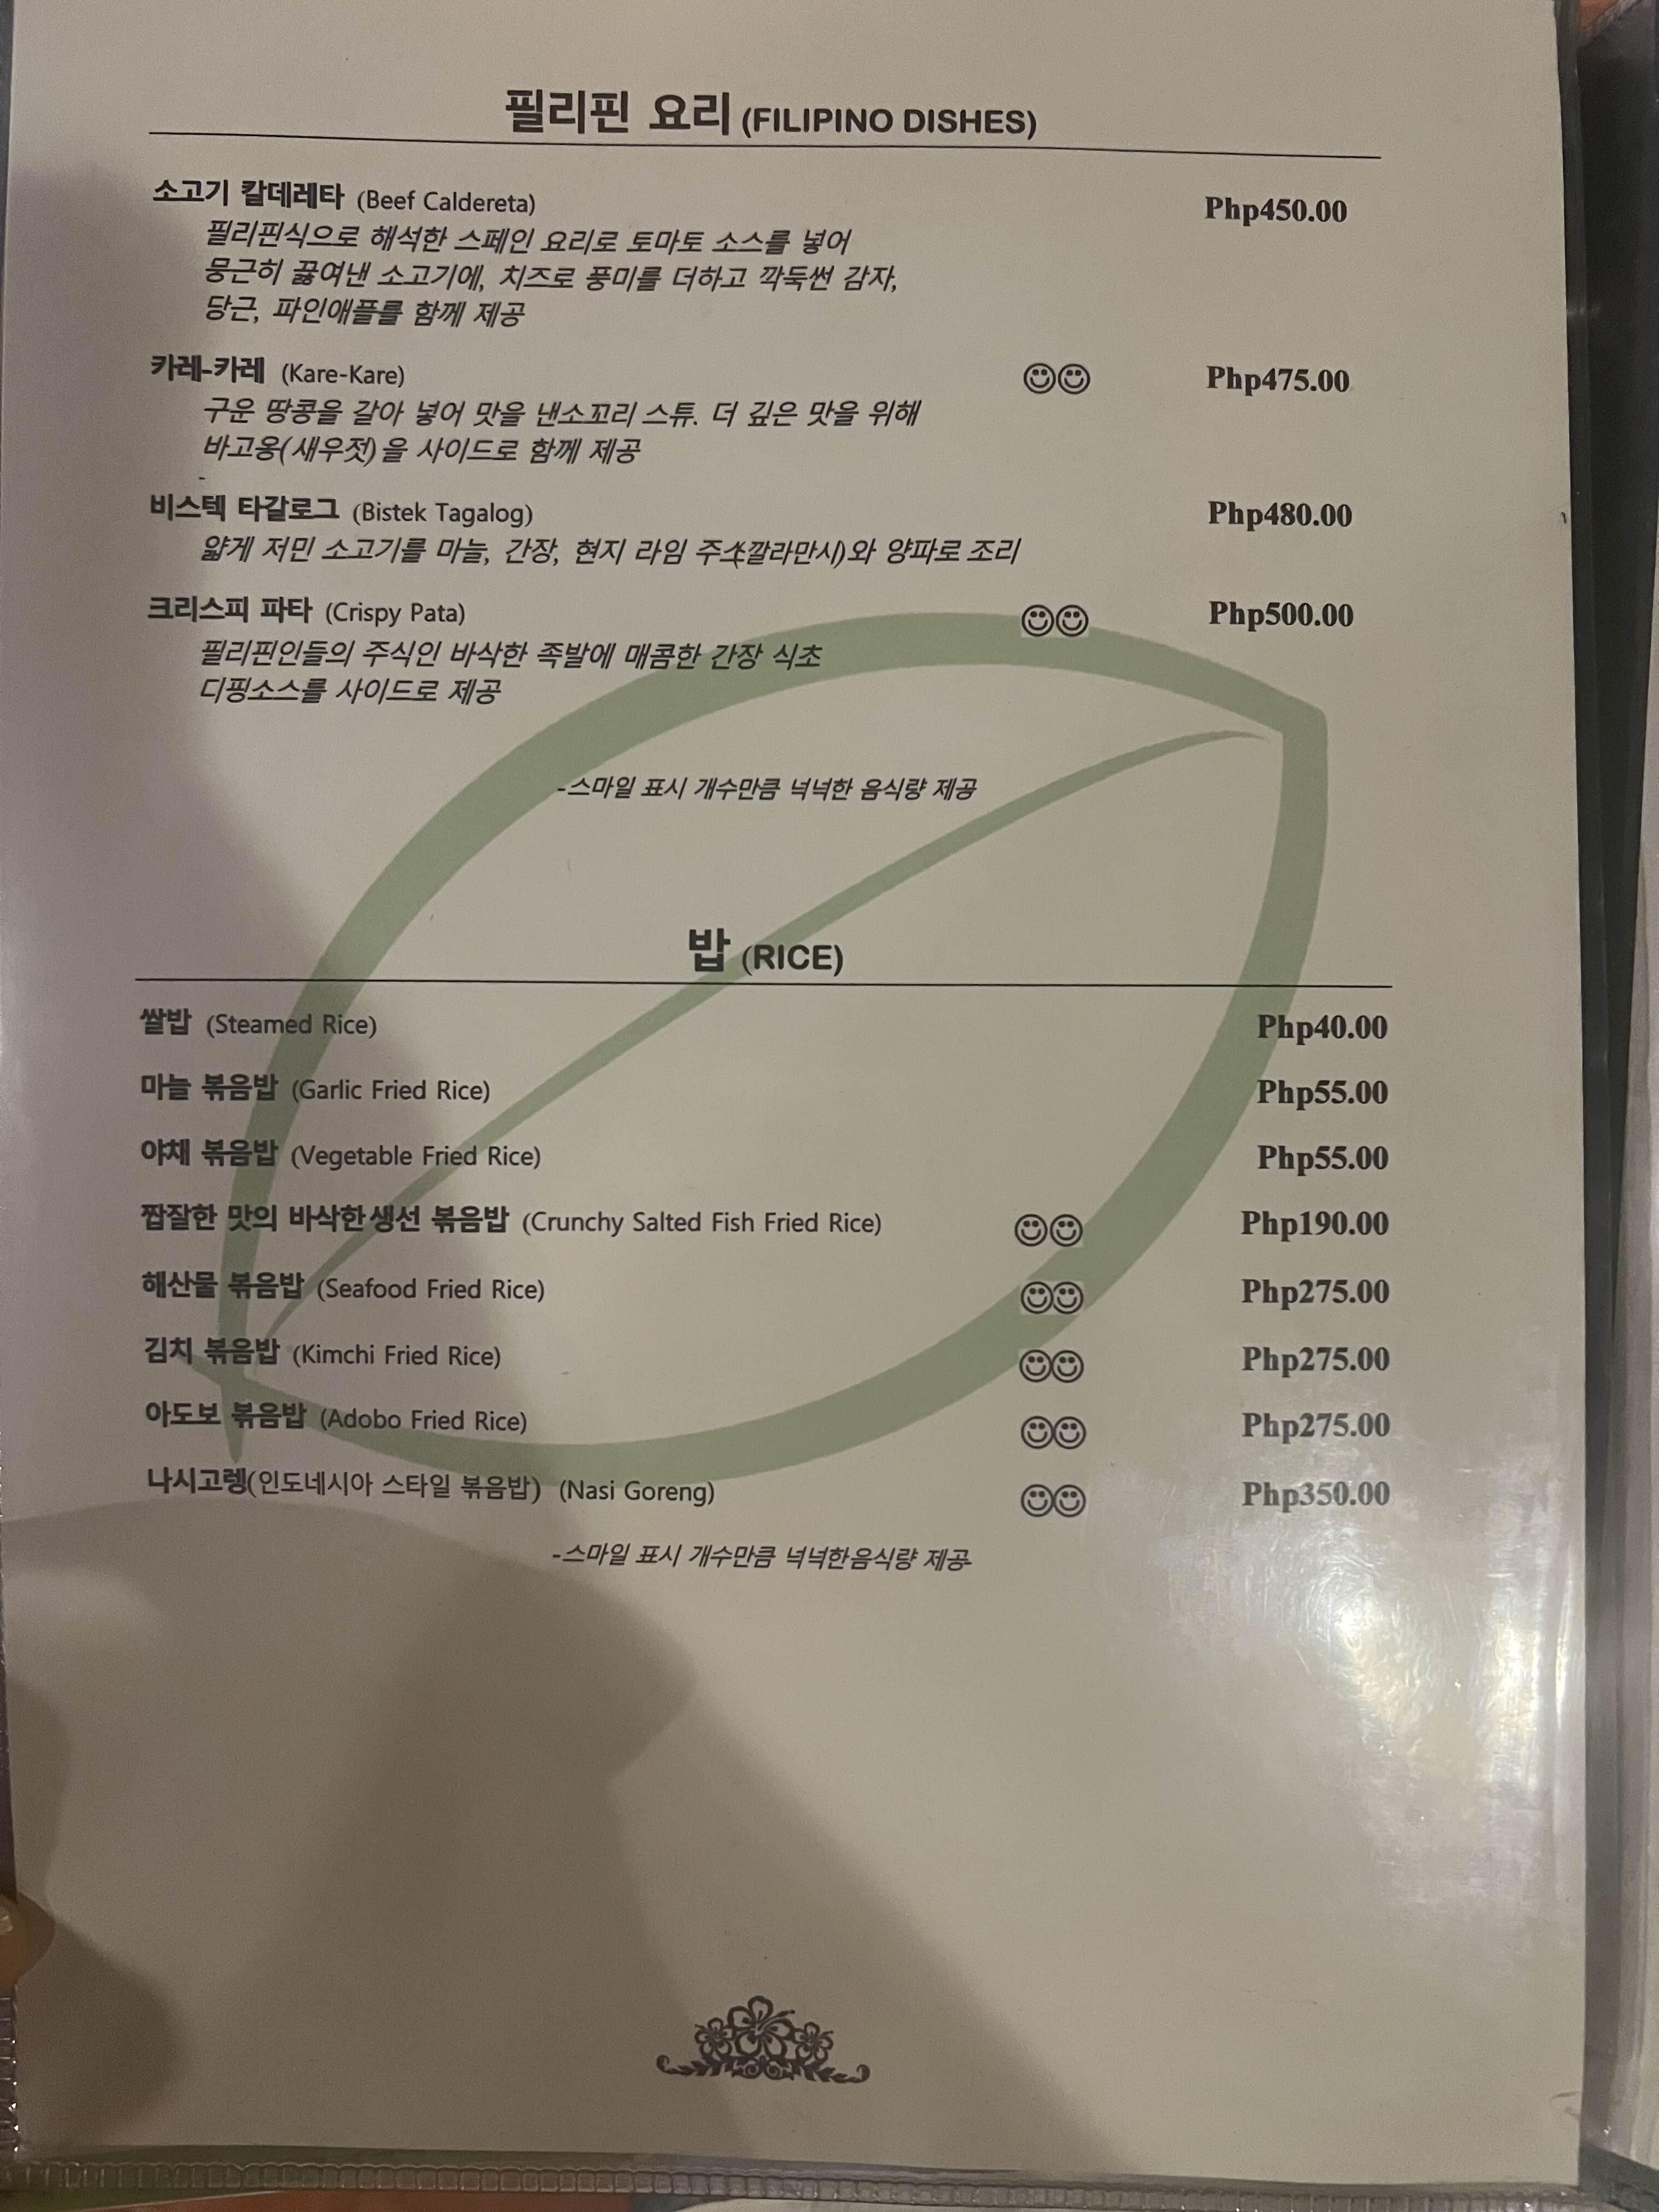 필리핀 요리 (FILIPINO DISHES)
소고기 칼데레타 (Beef Caldereta) Php450.00
필리핀식으로 해석한 스페인 요리로 토마토 소스를 넣어
뭉근히 끓여낸 소고기에, 치즈로 풍미를 더하고 깍둑썬 감자,
당근, 파인애플를 함께 제공
카레-카레 (Kare-Kare) ☺☺ Php475.00
구운 땅콩을 갈아 넣어 맛을 낸소꼬리 스튜. 더 깊은 맛을 위해
바고옹(새우젓)을 사이드로 함께 제공
비스텍 타갈로그 (Bistek Tagalog) Php480.00
얇게 저민 소고기를 마늘, 간장, 현지 라임 주스(깔라만시)와 양파로 조리
크리스피 파타 (Crispy Pata) ☺☺ Php500.00
필리핀인들의 주식인 바삭한 족발에 매콤한 간장 식초
디핑소스를 사이드로 제공
-스마일 표시 개수만큼 넉넉한 음식량 제공
밥 (RICE)
쌀밥 (Steamed Rice) Php40.00
마늘 볶음밥 (Garlic Fried Rice) Php55.00
야채 볶음밥 (Vegetable Fried Rice) Php55.00
짭잘한 맛의 바삭한생선 볶음밥 (Crunchy Salted Fish Fried Rice) ☺☺ Php190.00
해산물 볶음밥 (Seafood Fried Rice) ☺☺ Php275.00
김치 볶음밥 (Kimchi Fried Rice) ☺☺ Php275.00
아도보 볶음밥 (Adobo Fried Rice) ☺☺ Php275.00
나시고렝(인도네시아 스타일 볶음밥) (Nasi Goreng) ☺☺ Php350.00
-스마일 표시 개수만큼 넉넉한음식량 제공-